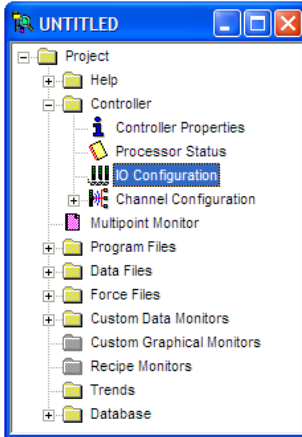 UNTITLED
Project
Help
Controller
Controller Properties
Processor Status
IO Configuration
Channel Configuration
Multipoint Monitor
Program Files
Data Files
Force Files
Custom Data Monitors
Custom Graphical Monitors
Recipe Monitors
Trends
Database